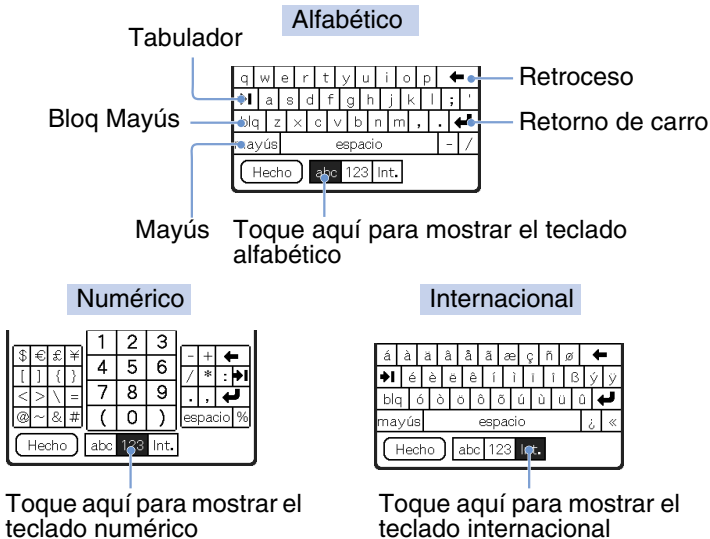 Alfabético
Tabulador
q w e r t y u i o p
Retroceso
a s d f g h j k l ; '
Bloq Mayús
blq z x c v b n m , .
Retorno de carro
mayús espacio - /
Hecho abc 123 Int.
Mayús
Toque aquí para mostrar el teclado
alfabético
Numérico
$ € £ ¥ 1 2 3 - +
[ ] { } 4 5 6 / * :
< > \ = 7 8 9 . ,
@ ~ & # ( 0 ) espacio %
Hecho abc 123 Int.
Toque aquí para mostrar el
teclado numérico
Internacional
á à ä â å ã æ ç ñ ø
é è ë ê í ì ï î ß ý ÿ
blq ó ò ö ô õ ú ù ü û
mayús espacio ¿ «
Hecho abc 123 Int.
Toque aquí para mostrar el
teclado internacional